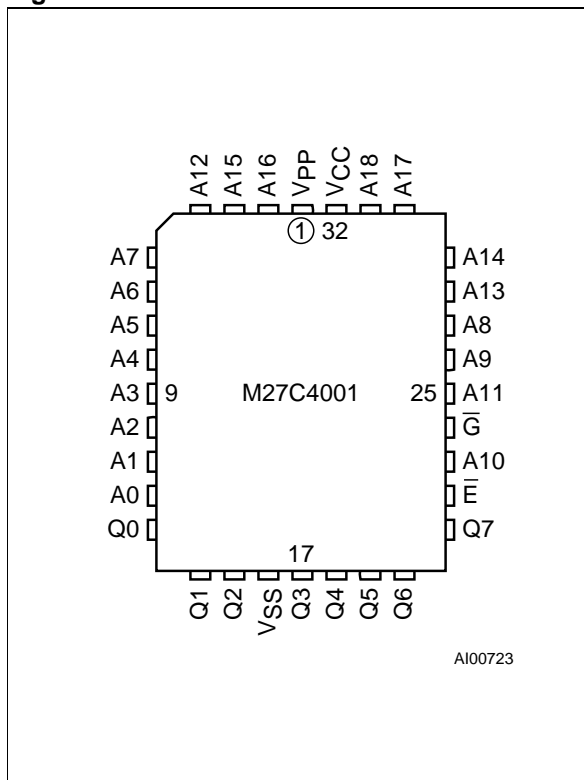 A12 A15 A16 VPP VCC A18 A17
1 32
A7 A14
A6 A13
A5 A8
A4 A9
A3 9 M27C4001 25 A11
A2 G̅
A1 A10
A0 E̅
Q0 Q7
17
Q1 Q2 VSS Q3 Q4 Q5 Q6
AI00723